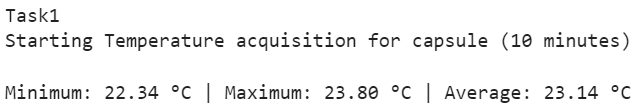 Task1
Starting Temperature acquisition for capsule (10 minutes)
Minimum: 22.34 °C | Maximum: 23.80 °C | Average: 23.14 °C